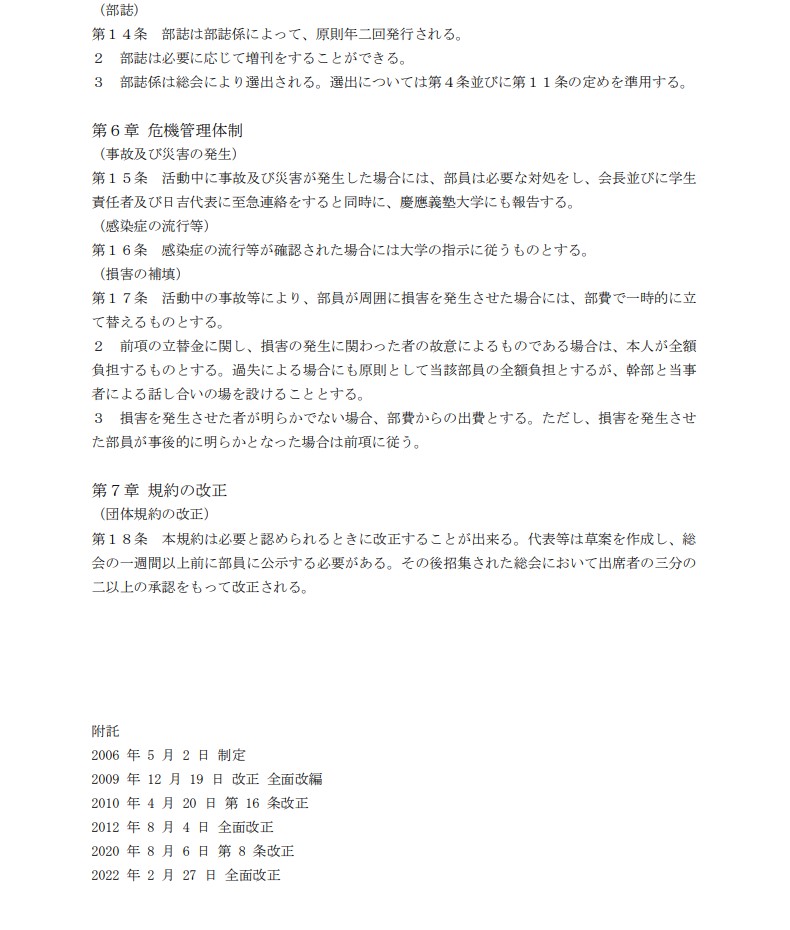 （部誌）
第１４条　部誌は部誌係によって、原則年二回発行される。
２　部誌は必要に応じて増刊をすることができる。
３　部誌係は総会により選出される。選出については第４条並びに第１１条の定めを準用する。
第６章 危機管理体制
（事故及び災害の発生）
第１５条　活動中に事故及び災害が発生した場合には、部員は必要な対処をし、会長並びに学生
責任者及び日吉代表に至急連絡をすると同時に、慶應義塾大学にも報告する。
（感染症の流行等）
第１６条　感染症の流行等が確認された場合には大学の指示に従うものとする。
（損害の補填）
第１７条　活動中の事故等により、部員が周囲に損害を発生させた場合には、部費で一時的に立
て替えるものとする。
２　前項の立替金に関し、損害の発生に関わった者の故意によるものである場合は、本人が全額
負担するものとする。過失による場合にも原則として当該部員の全額負担とするが、幹部と当事
者による話し合いの場を設けることとする。
３　損害を発生させた者が明らかでない場合、部費からの出費とする。ただし、損害を発生させ
た部員が事後的に明らかとなった場合は前項に従う。
第７章 規約の改正
（団体規約の改正）
第１８条　本規約は必要と認められるときに改正することが出来る。代表等は草案を作成し、総
会の一週間以上前に部員に公示する必要がある。その後招集された総会において出席者の三分の
二以上の承認をもって改正される。
附託
2006 年 5 月 2 日 制定
2009 年 12 月 19 日 改正 全面改編
2010 年 4 月 20 日 第 16 条改正
2012 年 8 月 4 日 全面改正
2020 年 8 月 6 日 第 8 条改正
2022 年 2 月 27 日 全面改正